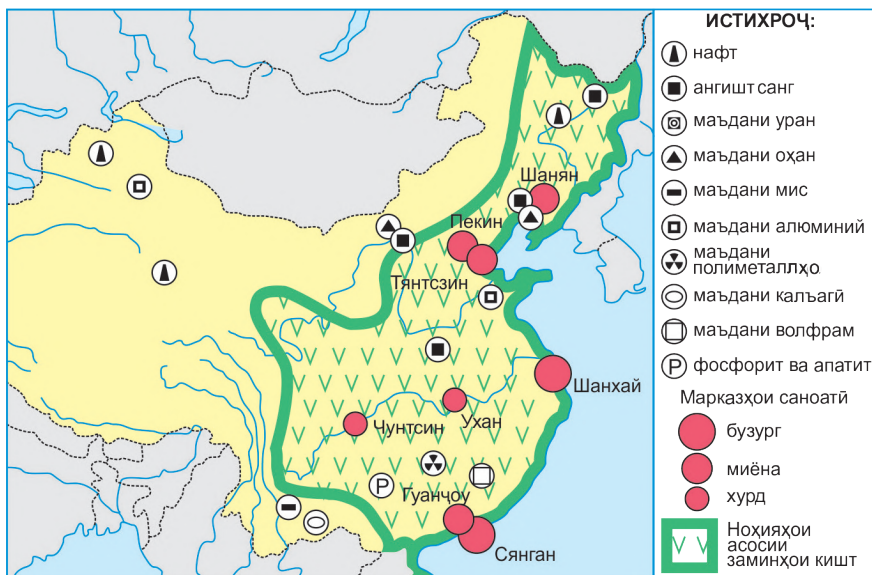 Шанян
Пекин
Тянтсзин
Шанхай
Ухан
Чунтсин
Р
Гуанҷоу
Сянган
ИСТИХРОҶ:
нафт
ангишт санг
маъдани уран
маъдани оҳан
маъдани мис
маъдани алюминий
маъдани
полиметаллҳо
маъдани калъагӣ
маъдани волфрам
Р фосфорит ва апатит
Марказҳои саноатӣ
бузург
миёна
хурд
Ноҳияҳои
асосии
заминҳои кишт